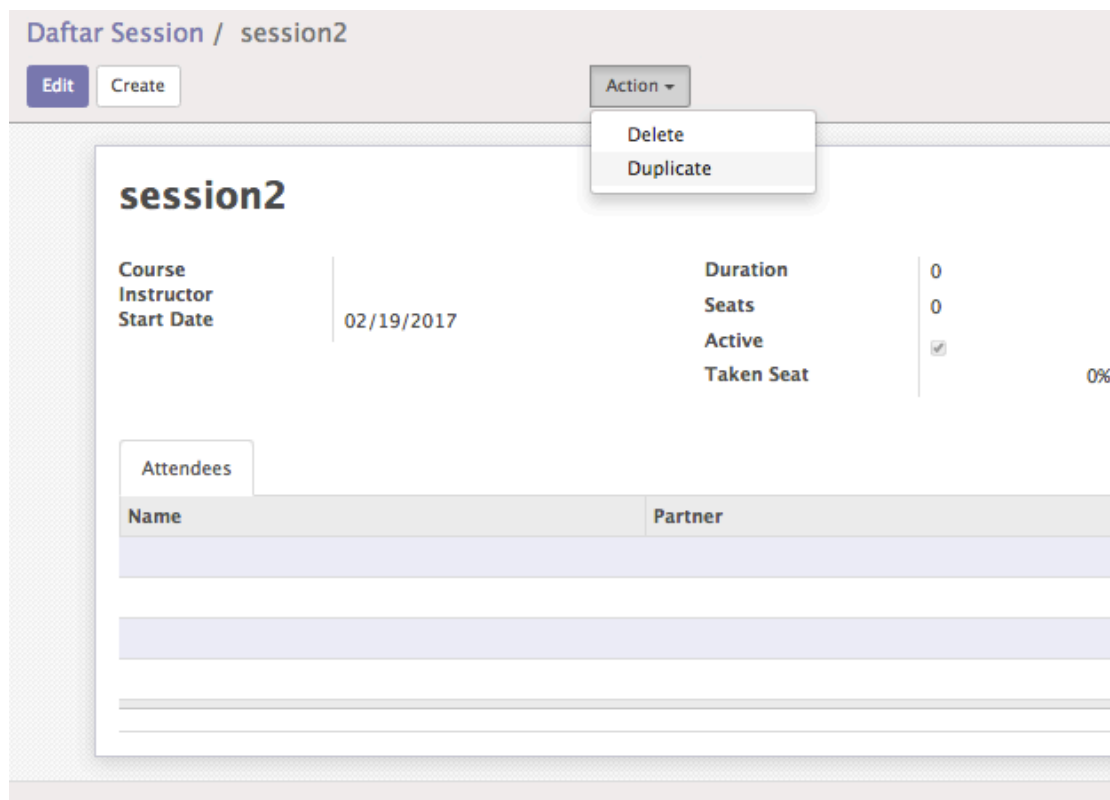 Daftar Session / session2
Edit Create Action
Delete
Duplicate
session2
Course
Instructor
Start Date 02/19/2017
Duration 0
Seats 0
Active
Taken Seat 0%
Attendees
Name Partner